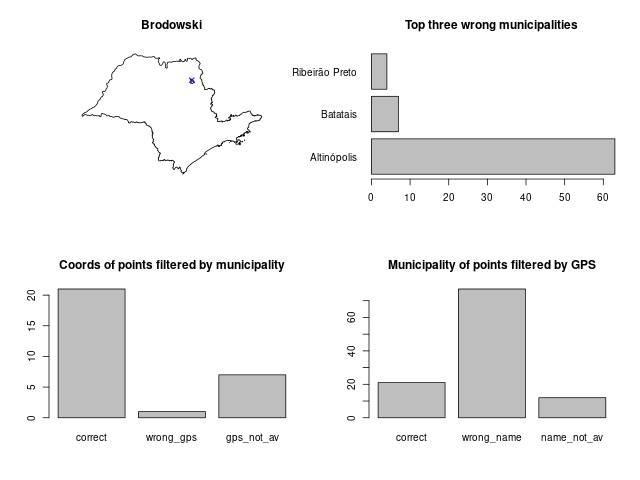 Brodowski
Top three wrong municipalities
Ribeirão Preto
Batatais
Altinópolis
0 10 20 30 40 50 60
Coords of points filtered by municipality
20
15
10
5
0
correct wrong_gps gps_not_av
Municipality of points filtered by GPS
60
40
20
0
correct wrong_name name_not_av